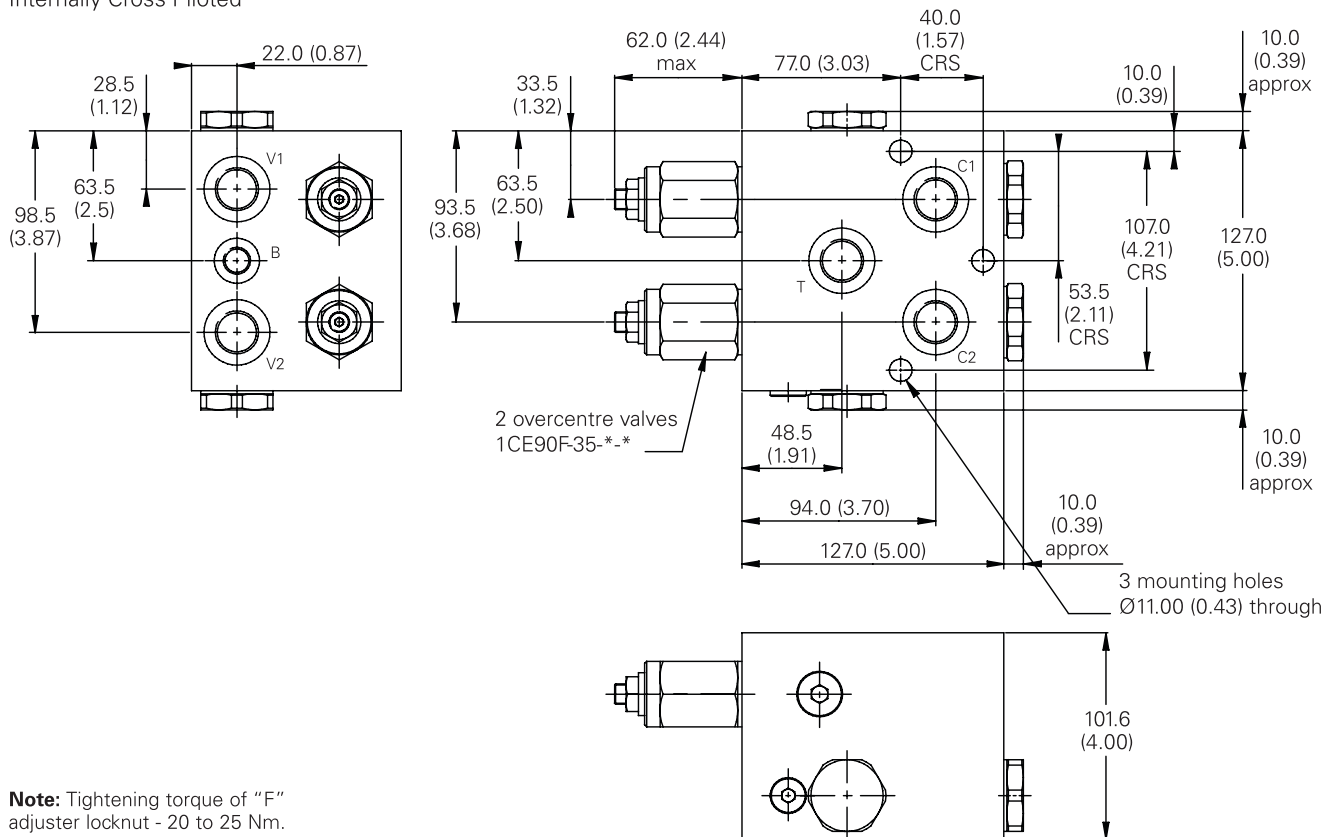 Internally Cross Piloted
22.0 (0.87)
28.5
(1.12)
63.5
(2.5)
98.5
(3.87)
V1
B
V2
62.0 (2.44)
max
77.0 (3.03)
40.0
(1.57)
CRS
10.0
(0.39)
10.0
(0.39)
approx
33.5
(1.32)
63.5
(2.50)
93.5
(3.68)
C1
T
C2
107.0
(4.21)
CRS
127.0
(5.00)
53.5
(2.11)
CRS
2 overcentre valves
1CE90F-35-*-*
48.5
(1.91)
94.0 (3.70)
127.0 (5.00)
10.0
(0.39)
approx
10.0
(0.39)
approx
3 mounting holes
Ø11.00 (0.43) through
101.6
(4.00)
Note: Tightening torque of “F”
adjuster locknut - 20 to 25 Nm.